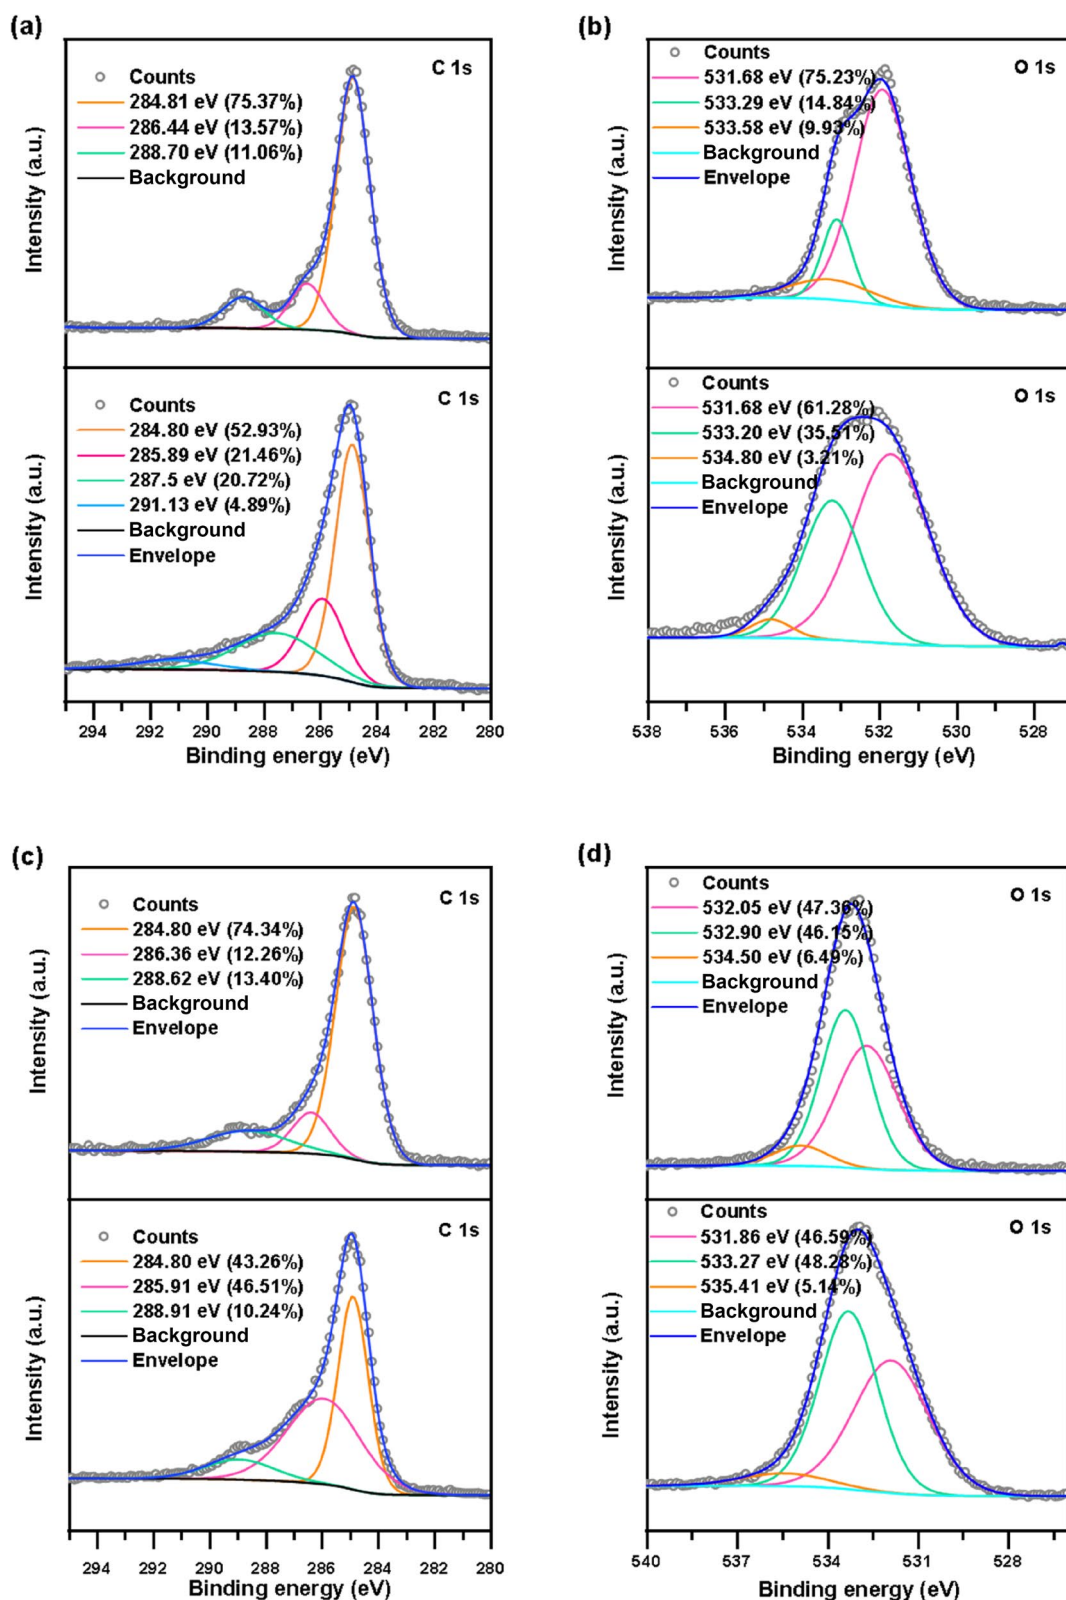 (a)
C 1s
Counts
284.81 eV (75.37%)
286.44 eV (13.57%)
288.70 eV (11.06%)
Background
Intensity (a.u.)
C 1s
Counts
284.80 eV (52.93%)
285.89 eV (21.46%)
287.5 eV (20.72%)
291.13 eV (4.89%)
Background
Envelope
Intensity (a.u.)
294 292 290 288 286 284 282 280
Binding energy (eV)
(b)
O 1s
Counts
531.68 eV (75.23%)
533.29 eV (14.84%)
533.58 eV (9.93%)
Background
Envelope
Intensity (a.u.)
O 1s
Counts
531.68 eV (61.28%)
533.20 eV (35.51%)
534.80 eV (3.21%)
Background
Envelope
Intensity (a.u.)
538 536 534 532 530 528
Binding energy (eV)
(c)
C 1s
Counts
284.80 eV (74.34%)
286.36 eV (12.26%)
288.62 eV (13.40%)
Background
Envelope
Intensity (a.u.)
C 1s
Counts
284.80 eV (43.26%)
285.91 eV (46.51%)
288.91 eV (10.24%)
Background
Envelope
Intensity (a.u.)
294 292 290 288 286 284 282 280
Binding energy (eV)
(d)
O 1s
Counts
532.05 eV (47.36%)
532.90 eV (46.15%)
534.50 eV (6.49%)
Background
Envelope
Intensity (a.u.)
O 1s
Counts
531.86 eV (46.59%)
533.27 eV (48.28%)
535.41 eV (5.14%)
Background
Envelope
Intensity (a.u.)
540 537 534 531 528
Binding energy (eV)